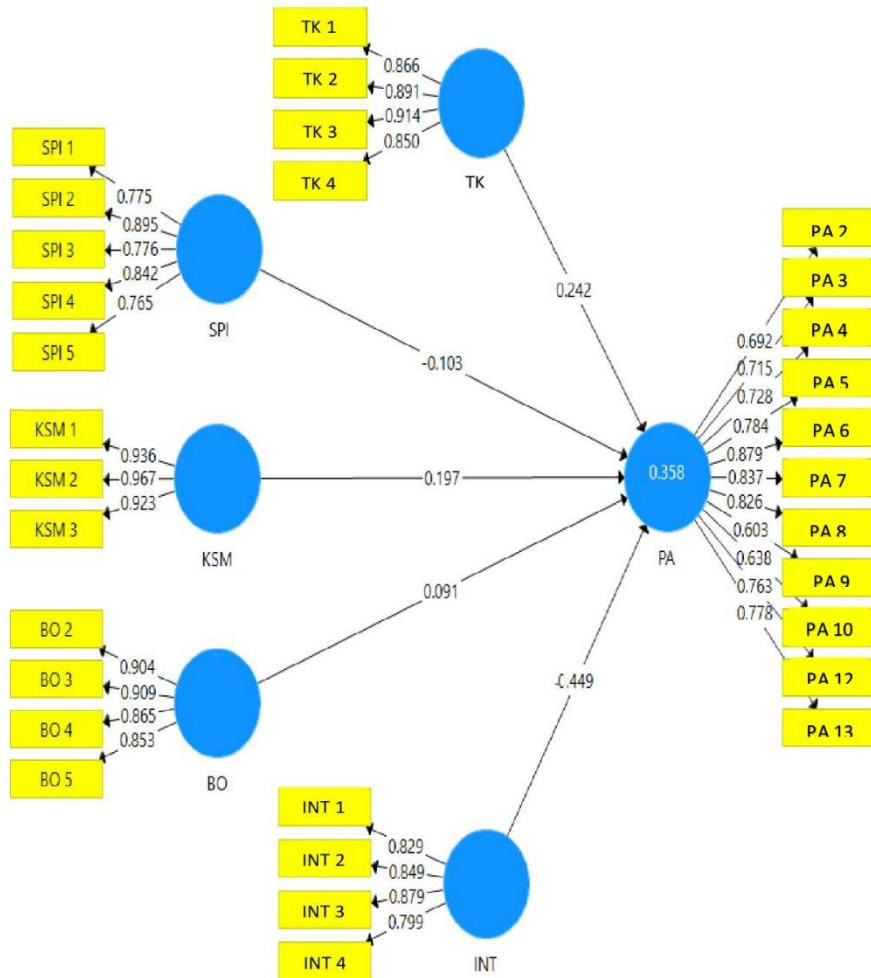 TK 1
TK 2
TK 3
TK 4
0.866
0.891
0.914
0.850
TK
SPI 1
SPI 2
SPI 3
SPI 4
SPI 5
0.775
0.895
0.776
0.842
0.765
SPI
KSM 1
KSM 2
KSM 3
0.936
0.967
0.923
KSM
BO 2
BO 3
BO 4
BO 5
0.904
0.909
0.865
0.853
BO
INT 1
INT 2
INT 3
INT 4
0.829
0.849
0.879
0.799
INT
0.242
-0.103
0.197
0.091
-0.449
0.358
PA
0.692
0.715
0.728
0.784
0.879
0.837
0.826
0.603
0.638
0.763
0.778
PA 2
PA 3
PA 4
PA 5
PA 6
PA 7
PA 8
PA 9
PA 10
PA 12
PA 13